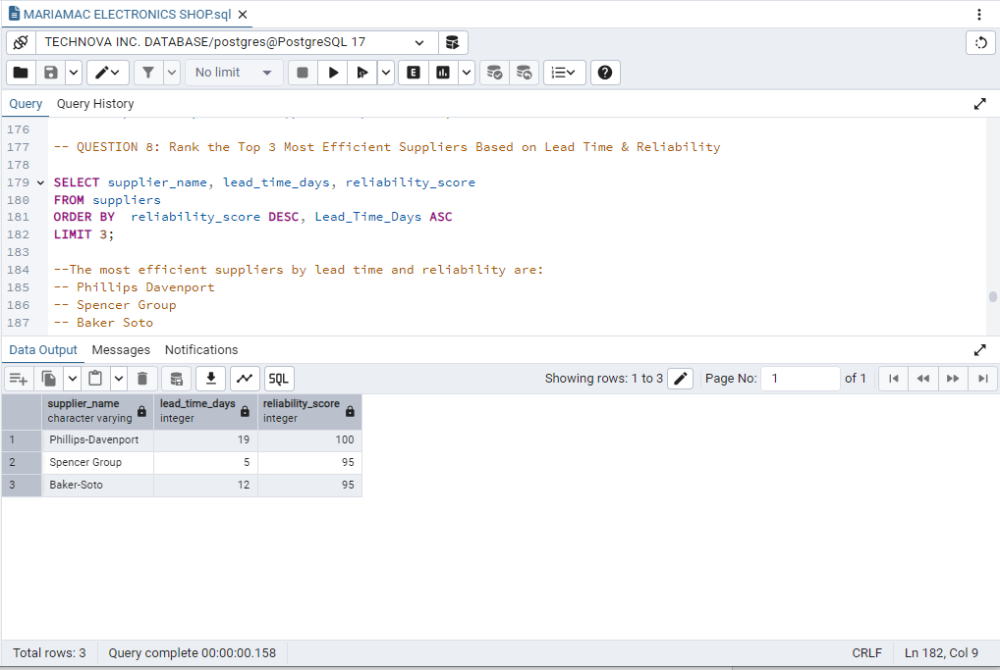 MARIAMAC ELECTRONICS SHOP.sql
TECHNOVA INC. DATABASE/postgres@PostgreSQL 17
No limit
E
Query Query History
176
177 -- QUESTION 8: Rank the Top 3 Most Efficient Suppliers Based on Lead Time & Reliability
178
179 SELECT supplier_name, lead_time_days, reliability_score
180 FROM suppliers
181 ORDER BY  reliability_score DESC, Lead_Time_Days ASC
182 LIMIT 3;
183
184 --The most efficient suppliers by lead time and reliability are:
185 -- Phillips Davenport
186 -- Spencer Group
187 -- Baker Soto
Data Output Messages Notifications
SQL Showing rows: 1 to 3 Page No: 1 of 1
supplier_name lead_time_days reliability_score
character varying integer integer
1 Phillips-Davenport 19 100
2 Spencer Group 5 95
3 Baker-Soto 12 95
Total rows: 3 Query complete 00:00:00.158 CRLF Ln 182, Col 9